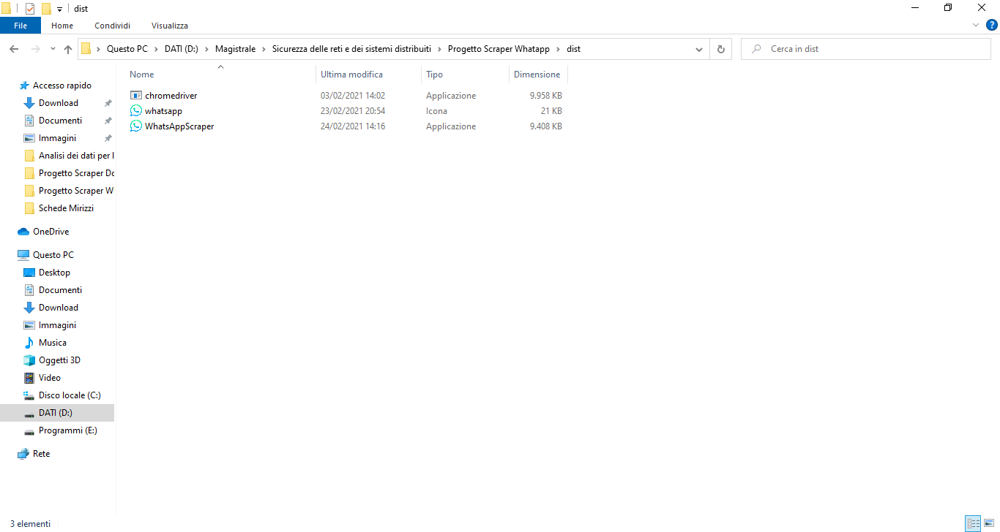 dist
File Home Condividi Visualizza
Questo PC DATI (D:) Magistrale Sicurezza delle reti e dei sistemi distribuiti Progetto Scraper Whatapp dist
Cerca in dist
Nome Ultima modifica Tipo Dimensione
chromedriver 03/02/2021 14:02 Applicazione 9.958 KB
whatsapp 23/02/2021 20:54 Icona 21 KB
WhatsAppScraper 24/02/2021 14:16 Applicazione 9.408 KB
Accesso rapido
Download
Documenti
Immagini
Analisi dei dati per l
Progetto Scraper Do
Progetto Scraper W
Schede Mirizzi
OneDrive
Questo PC
Desktop
Documenti
Download
Immagini
Musica
Oggetti 3D
Video
Disco locale (C:)
DATI (D:)
Programmi (E:)
Rete
3 elementi